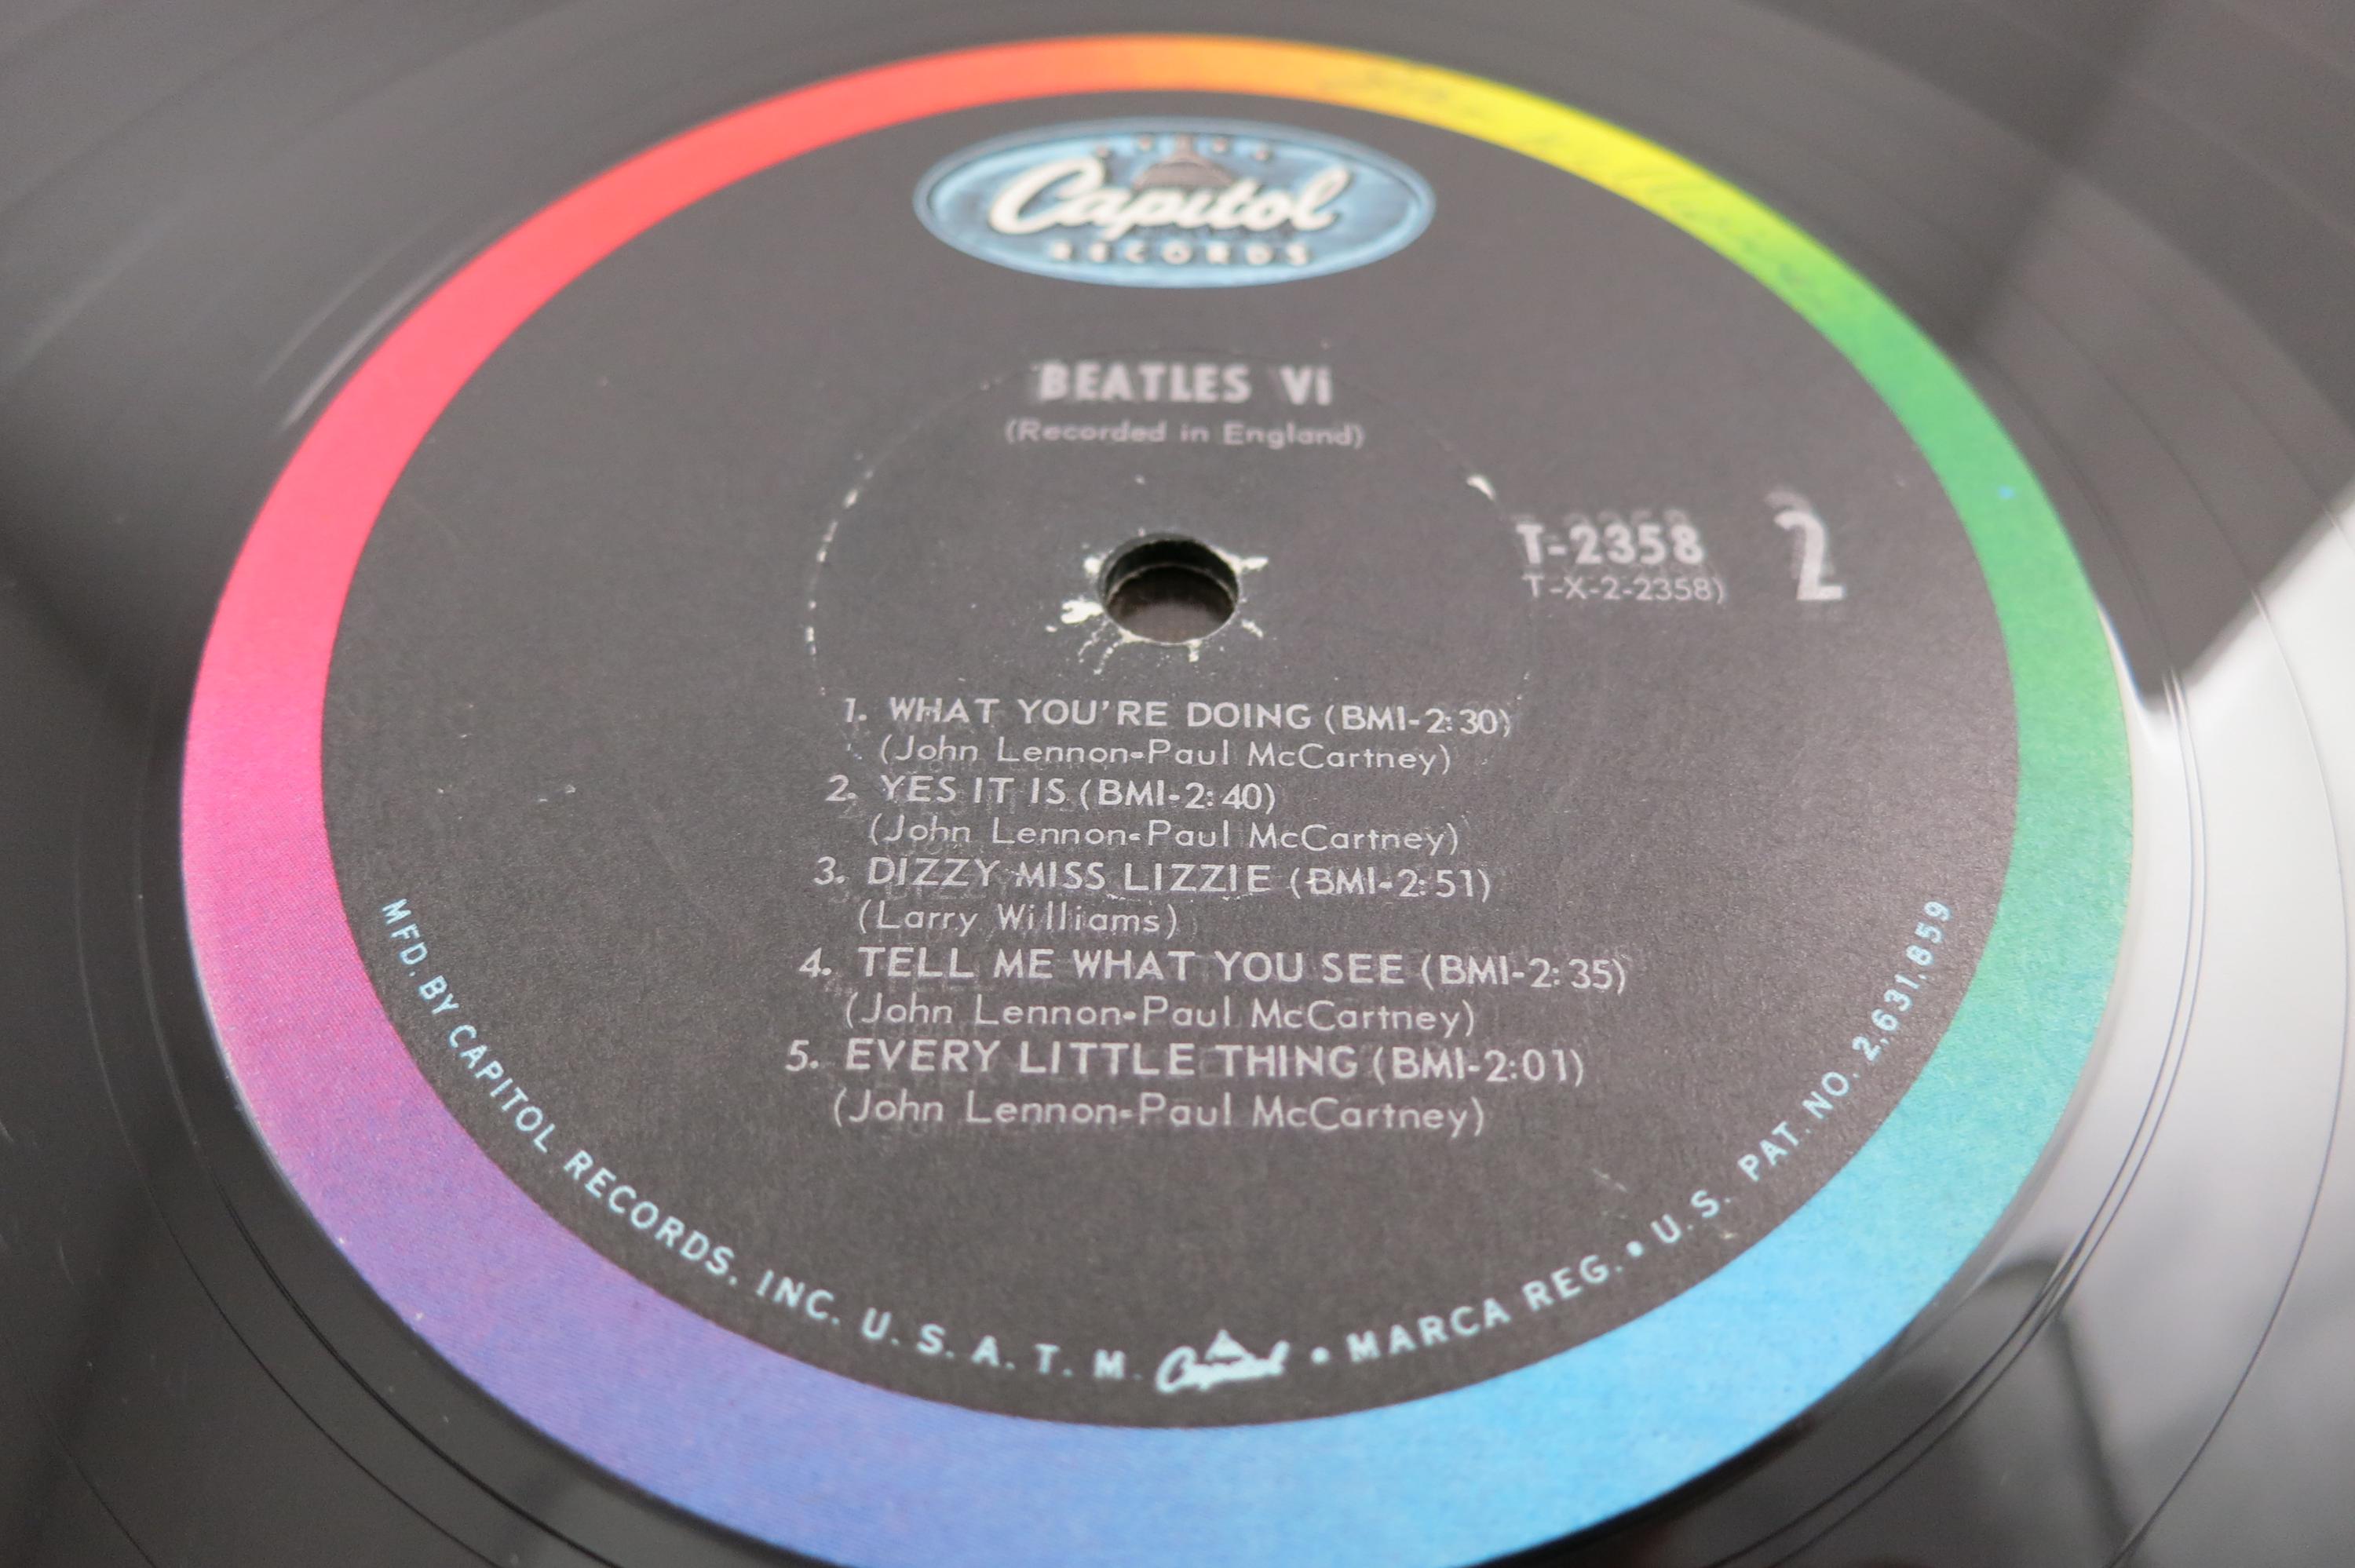 Capitol
RECORDS
BEATLES VI
(Recorded in England)
T-2358 2
T-X-2-2358)
1. WHAT YOU'RE DOING (BMI-2:30)
(John Lennon-Paul McCartney)
2. YES IT IS (BMI-2:40)
(John Lennon-Paul McCartney)
3. DIZZY MISS LIZZIE (BMI-2:51)
(Larry Williams)
4. TELL ME WHAT YOU SEE (BMI-2:35)
(John Lennon-Paul McCartney)
5. EVERY LITTLE THING (BMI-2:01)
(John Lennon-Paul McCartney)
MFD. BY CAPITOL RECORDS, INC. U.S.A. T.M. Capitol • MARCA REG. • U.S. PAT. NO. 2,631,859